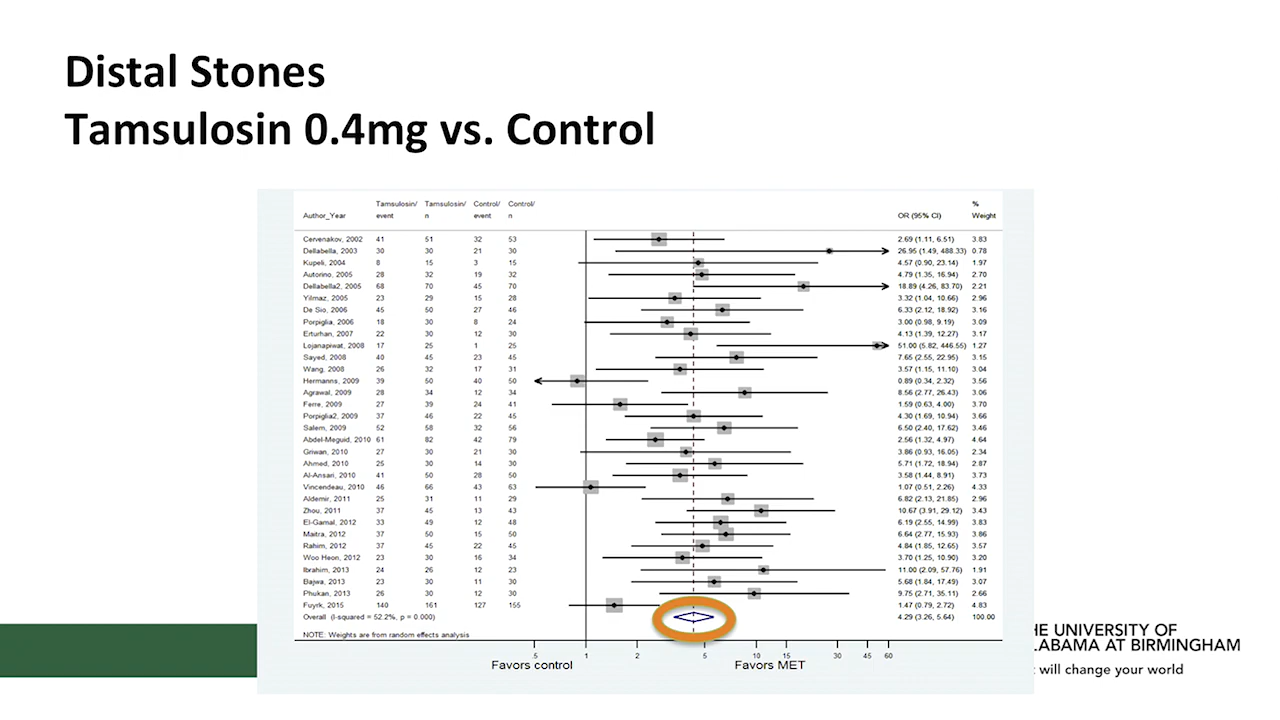 Distal Stones
Tamsulosin 0.4mg vs. Control
Tamsulosin/ Tamsulosin/ Control/ Control/ %
Author_Year event n event n OR (95% CI) Weight
Cervenakov, 2002 41 51 32 53 2.69 (1.11, 6.51) 3.83
Dellabella, 2003 30 30 21 30 26.95 (1.49, 488.33) 0.78
Kupeli, 2004 8 15 3 15 4.57 (0.90, 23.14) 1.97
Autorino, 2005 28 32 19 32 4.79 (1.35, 16.94) 2.70
Dellabella2, 2005 68 70 45 70 18.89 (4.26, 83.70) 2.21
Yilmaz, 2005 23 29 15 28 3.32 (1.04, 10.66) 2.96
De Sio, 2006 45 50 27 46 6.33 (2.12, 18.92) 3.16
Porpiglia, 2006 18 30 8 24 3.00 (0.98, 9.19) 3.09
Erturhan, 2007 22 30 12 30 4.13 (1.39, 12.27) 3.17
Lojanapiwat, 2008 17 25 1 25 51.00 (5.82, 446.55) 1.27
Sayed, 2008 40 45 23 45 7.65 (2.55, 22.95) 3.15
Wang, 2008 26 32 17 31 3.57 (1.15, 11.10) 3.04
Hermanns, 2009 39 50 40 50 0.89 (0.34, 2.32) 3.56
Agrawal, 2009 28 34 12 34 8.56 (2.77, 26.43) 3.06
Ferre, 2009 27 39 24 41 1.59 (0.63, 4.00) 3.70
Porpiglia2, 2009 37 46 22 45 4.30 (1.69, 10.94) 3.66
Salem, 2009 52 58 32 56 6.50 (2.40, 17.62) 3.46
Abdel-Meguid, 2010 61 82 42 79 2.56 (1.32, 4.97) 4.64
Griwan, 2010 27 30 21 30 3.86 (0.93, 16.05) 2.34
Ahmed, 2010 25 30 14 30 5.71 (1.72, 18.94) 2.87
Al-Ansari, 2010 41 50 28 50 3.58 (1.44, 8.91) 3.73
Vincendeau, 2010 46 66 43 63 1.07 (0.51, 2.26) 4.33
Aldemir, 2011 25 31 11 29 6.82 (2.13, 21.85) 2.96
Zhou, 2011 37 45 13 43 10.67 (3.91, 29.12) 3.43
El-Gamal, 2012 33 49 12 48 6.19 (2.55, 14.99) 3.83
Maitra, 2012 37 50 15 50 6.64 (2.77, 15.93) 3.86
Rahim, 2012 37 45 22 45 4.84 (1.85, 12.65) 3.57
Woo Heon, 2012 23 30 16 34 3.70 (1.25, 10.90) 3.20
Ibrahim, 2013 24 26 12 23 11.00 (2.09, 57.76) 1.91
Bajwa, 2013 23 30 11 30 5.68 (1.84, 17.49) 3.07
Phukan, 2013 26 30 12 30 9.75 (2.71, 35.11) 2.66
Fuyrk, 2015 140 161 127 155 1.47 (0.79, 2.72) 4.83
Overall (I-squared = 52.2%, p = 0.000) 4.29 (3.26, 5.64) 100.00
NOTE: Weights are from random effects analysis
.5 1 2 5 10 15 30 45 60
Favors control Favors MET
HE UNIVERSITY OF
LABAMA AT BIRMINGHAM
will change your world